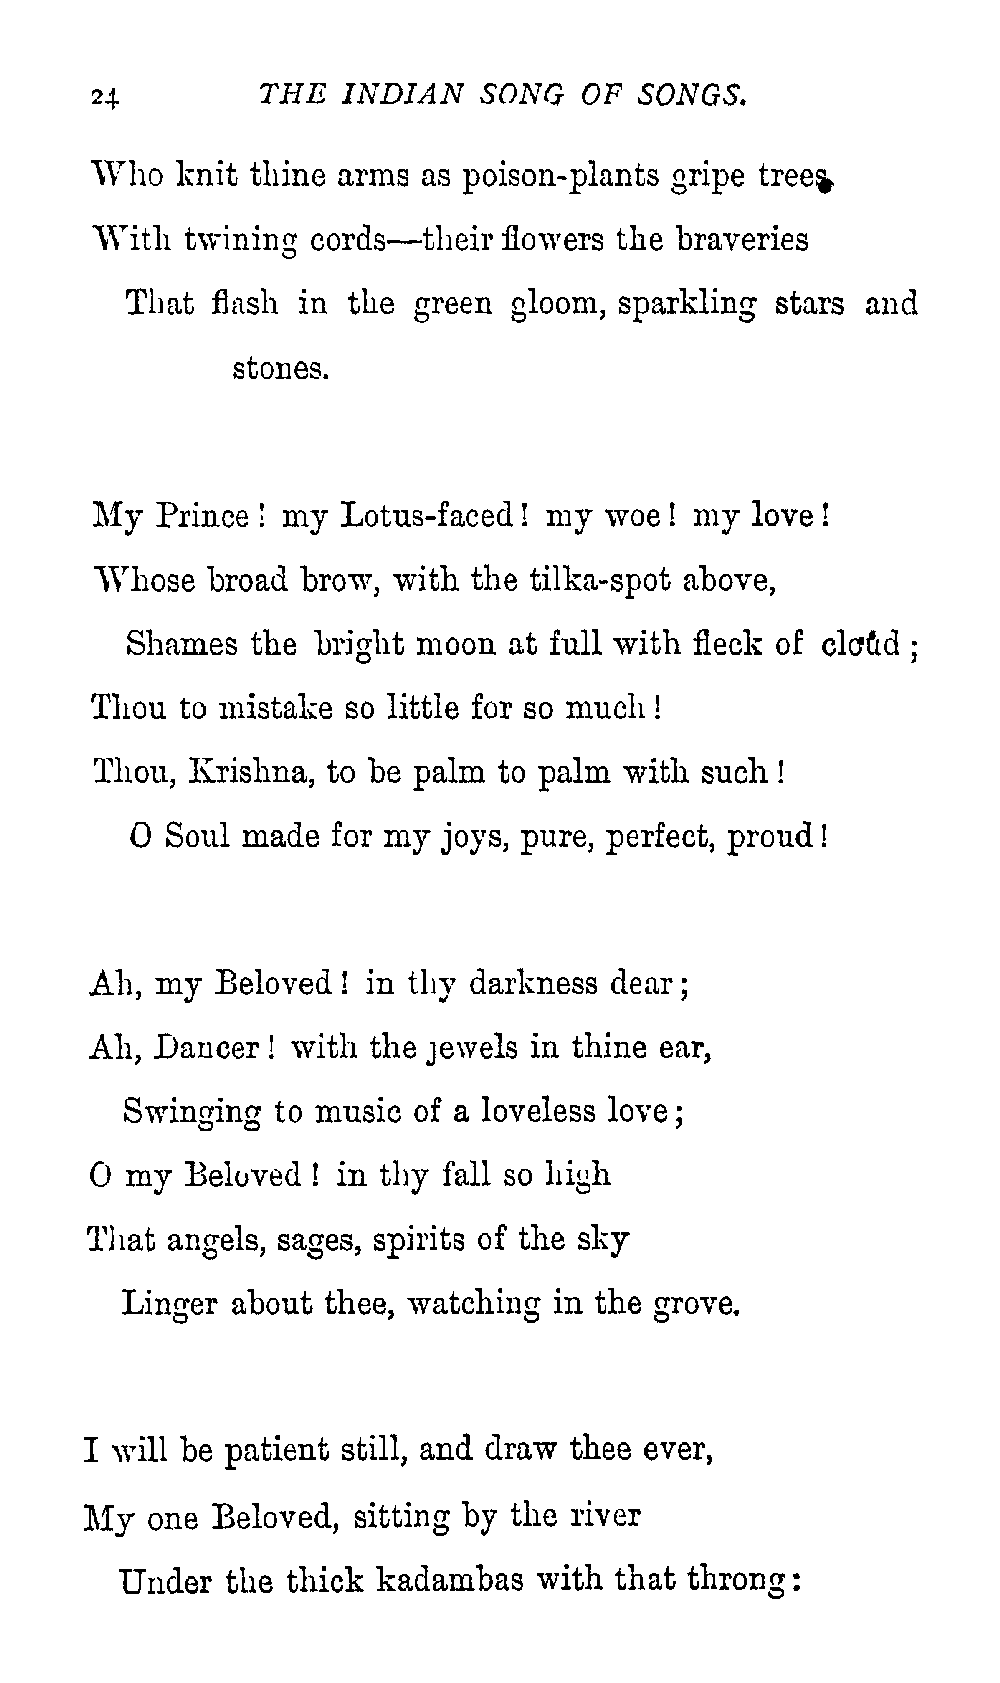 24 THE INDIAN SONG OF SONGS.
Who knit thine arms as poison-plants gripe trees
With twining cords—their flowers the braveries
That flash in the green gloom, sparkling stars and
stones.
My Prince! my Lotus-faced! my woe! my love!
Whose broad brow, with the tilka-spot above,
Shames the bright moon at full with fleck of cloud;
Thou to mistake so little for so much!
Thou, Krishna, to be palm to palm with such!
O Soul made for my joys, pure, perfect, proud!
Ah, my Beloved! in thy darkness dear;
Ah, Dancer! with the jewels in thine ear,
Swinging to music of a loveless love;
O my Beloved! in thy fall so high
That angels, sages, spirits of the sky
Linger about thee, watching in the grove.
I will be patient still, and draw thee ever,
My one Beloved, sitting by the river
Under the thick kadambas with that throng: